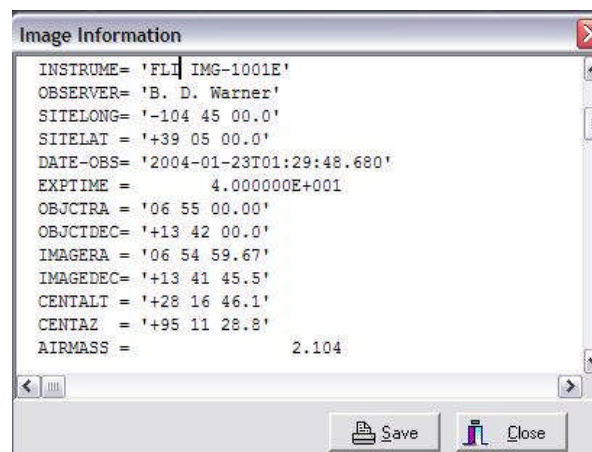 Image Information
INSTRUME= 'FLI IMG-1001E'
OBSERVER= 'B. D. Warner'
SITELONG= '-104 45 00.0'
SITELAT = '+39 05 00.0'
DATE-OBS= '2004-01-23T01:29:48.680'
EXPTIME =         4.000000E+001
OBJCTRA = '06 55 00.00'
OBJCTDEC= '+13 42 00.0'
IMAGERA = '06 54 59.67'
IMAGEDEC= '+13 41 45.5'
CENTALT = '+28 16 46.1'
CENTAZ  = '+95 11 28.8'
AIRMASS =                 2.104
Save Close